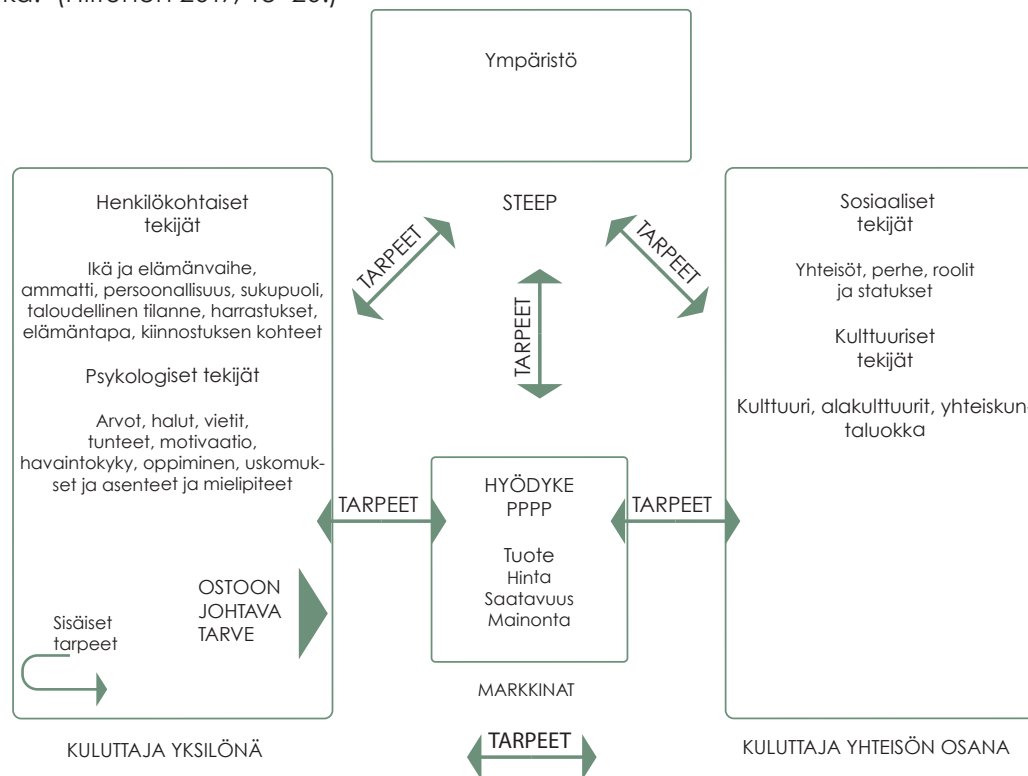 (Hiltunen 2017,
Ympäristö
STEEP
Henkilökohtaiset
tekijät
Ikä ja elämänvaihe,
ammatti, persoonallisuus, sukupuoli,
taloudellinen tilanne, harrastukset,
elämäntapa, kiinnostuksen kohteet
Psykologiset tekijät
Arvot, halut, vietit,
tunteet, motivaatio,
havaintokyky, oppiminen, uskomuk-
set ja asenteet ja mielipiteet
OSTOON
JOHTAVA
TARVE
Sisäiset
tarpeet
KULUTTAJA YKSILÖNÄ
TARPEET
TARPEET
TARPEET
TARPEET
HYÖDYKE
PPPP
Tuote
Hinta
Saatavuus
Mainonta
MARKKINAT
TARPEET
TARPEET
Sosiaaliset
tekijät
Yhteisöt, perhe, roolit
ja statukset
Kulttuuriset
tekijät
Kulttuuri, alakulttuurit, yhteiskun-
taluokka
KULUTTAJA YHTEISÖN OSANA